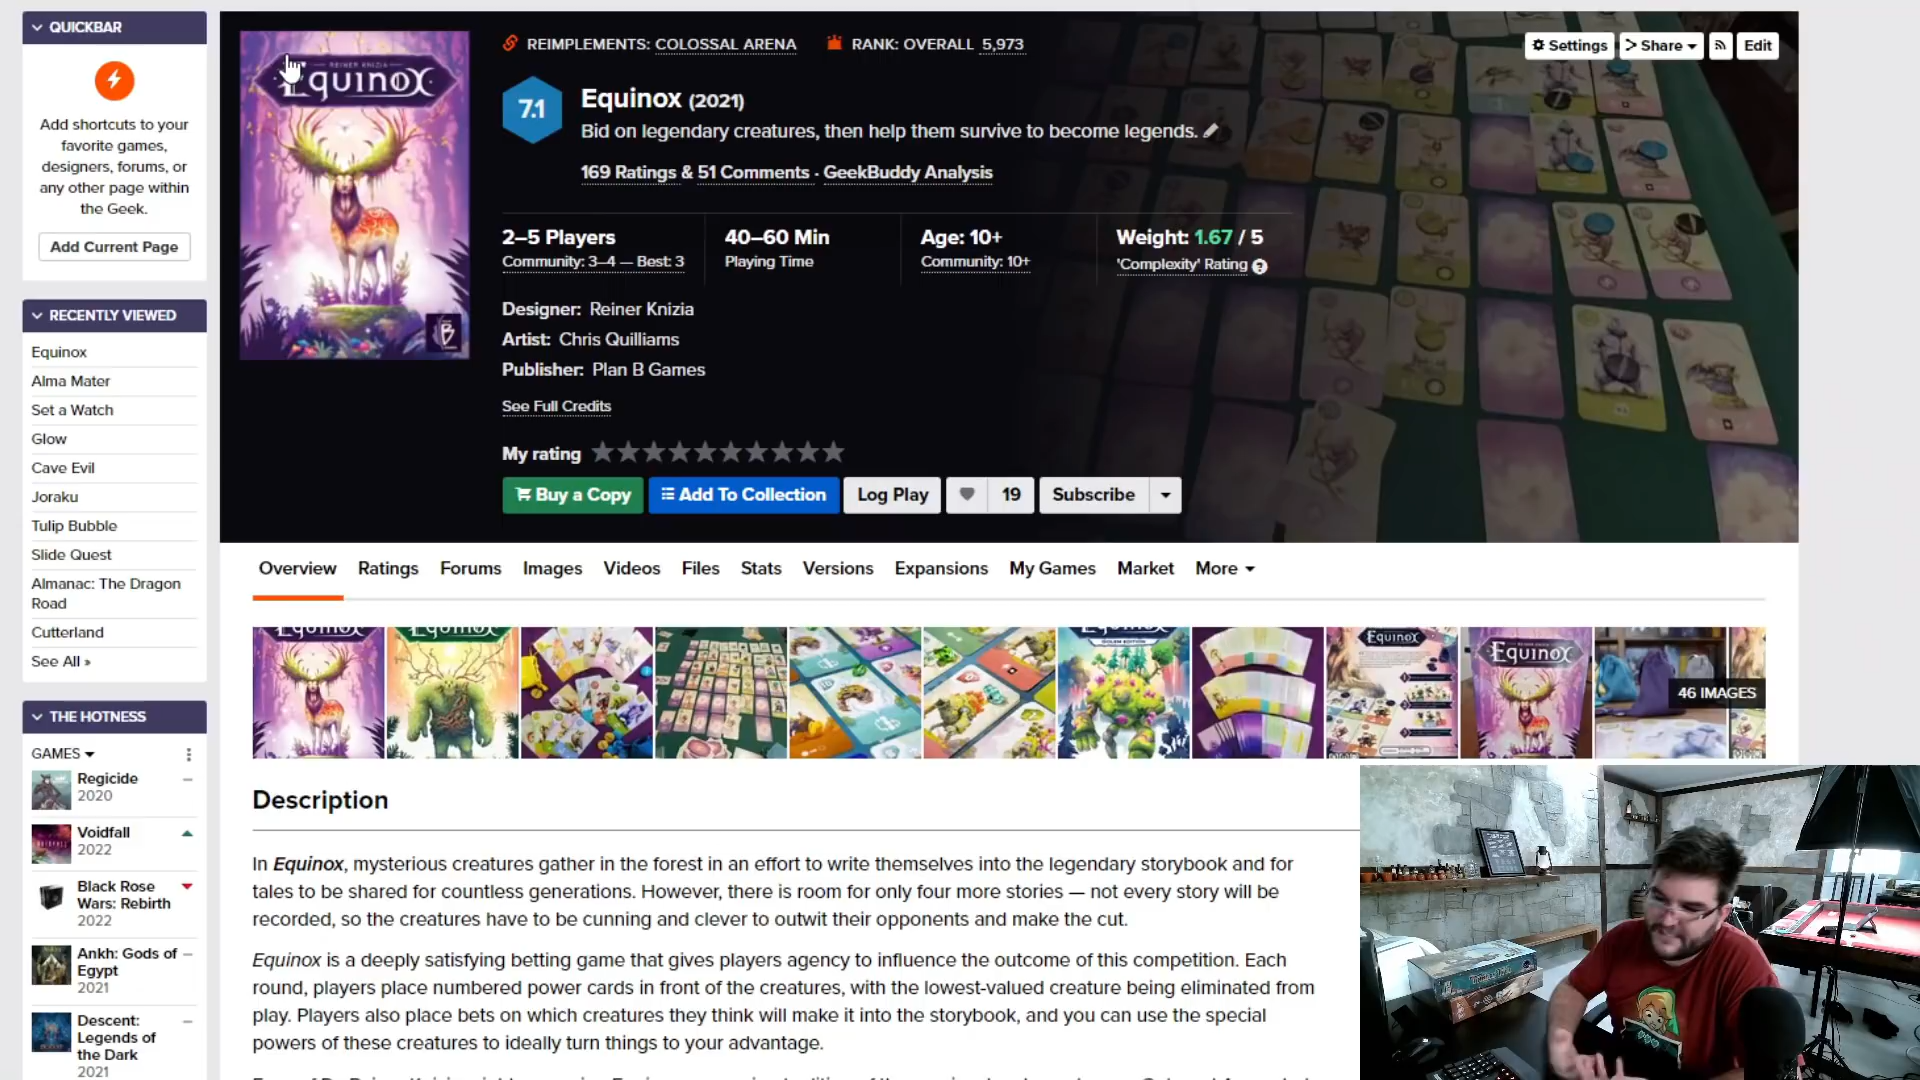 QUICKBAR
Add shortcuts to your
favorite games,
designers, forums, or
any other page within
the Geek.
Add Current Page
RECENTLY VIEWED
Equinox
Alma Mater
Set a Watch
Glow
Cave Evil
Joraku
Tulip Bubble
Slide Quest
Almanac: The Dragon
Road
Cutterland
See All »
THE HOTNESS
GAMES
Regicide
2020
Voidfall
2022
Black Rose
Wars: Rebirth
2022
Ankh: Gods of
Egypt
2021
Descent:
Legends of
the Dark
2021
REINER KNIZIA
EQUINOX
REIMPLEMENTS: COLOSSAL ARENA
RANK: OVERALL 5,973
Settings
Share
Edit
7.1
Equinox (2021)
Bid on legendary creatures, then help them survive to become legends.
169 Ratings & 51 Comments · GeekBuddy Analysis
2–5 Players
Community: 3–4 — Best: 3
40–60 Min
Playing Time
Age: 10+
Community: 10+
Weight: 1.67 / 5
'Complexity' Rating
Designer: Reiner Knizia
Artist: Chris Quilliams
Publisher: Plan B Games
See Full Credits
My rating
Buy a Copy
Add To Collection
Log Play
19
Subscribe
Overview
Ratings
Forums
Images
Videos
Files
Stats
Versions
Expansions
My Games
Market
More
EQUINOX
EQUINOX
46 IMAGES
Description
In Equinox, mysterious creatures gather in the forest in an effort to write themselves into the legendary storybook and for
tales to be shared for countless generations. However, there is room for only four more stories — not every story will be
recorded, so the creatures have to be cunning and clever to outwit their opponents and make the cut.
Equinox is a deeply satisfying betting game that gives players agency to influence the outcome of this competition. Each
round, players place numbered power cards in front of the creatures, with the lowest-valued creature being eliminated from
play. Players also place bets on which creatures they think will make it into the storybook, and you can use the special
powers of these creatures to ideally turn things to your advantage.